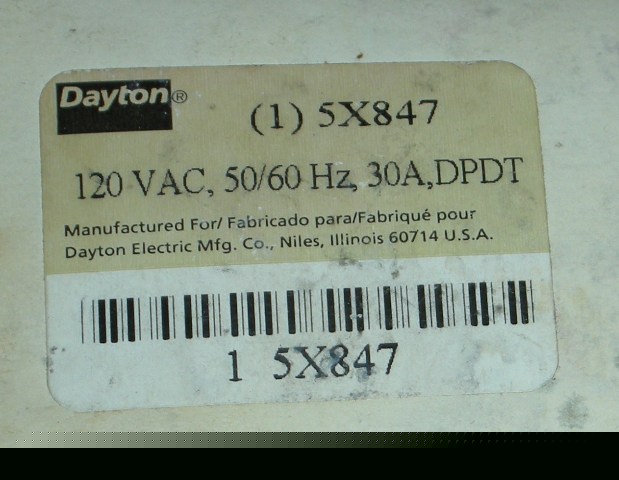 Dayton®
(1) 5X847
120 VAC, 50/60 Hz, 30A,DPDT
Manufactured For/ Fabricado para/Fabriqué pour
Dayton Electric Mfg. Co., Niles, Illinois 60714 U.S.A.
1 5X847